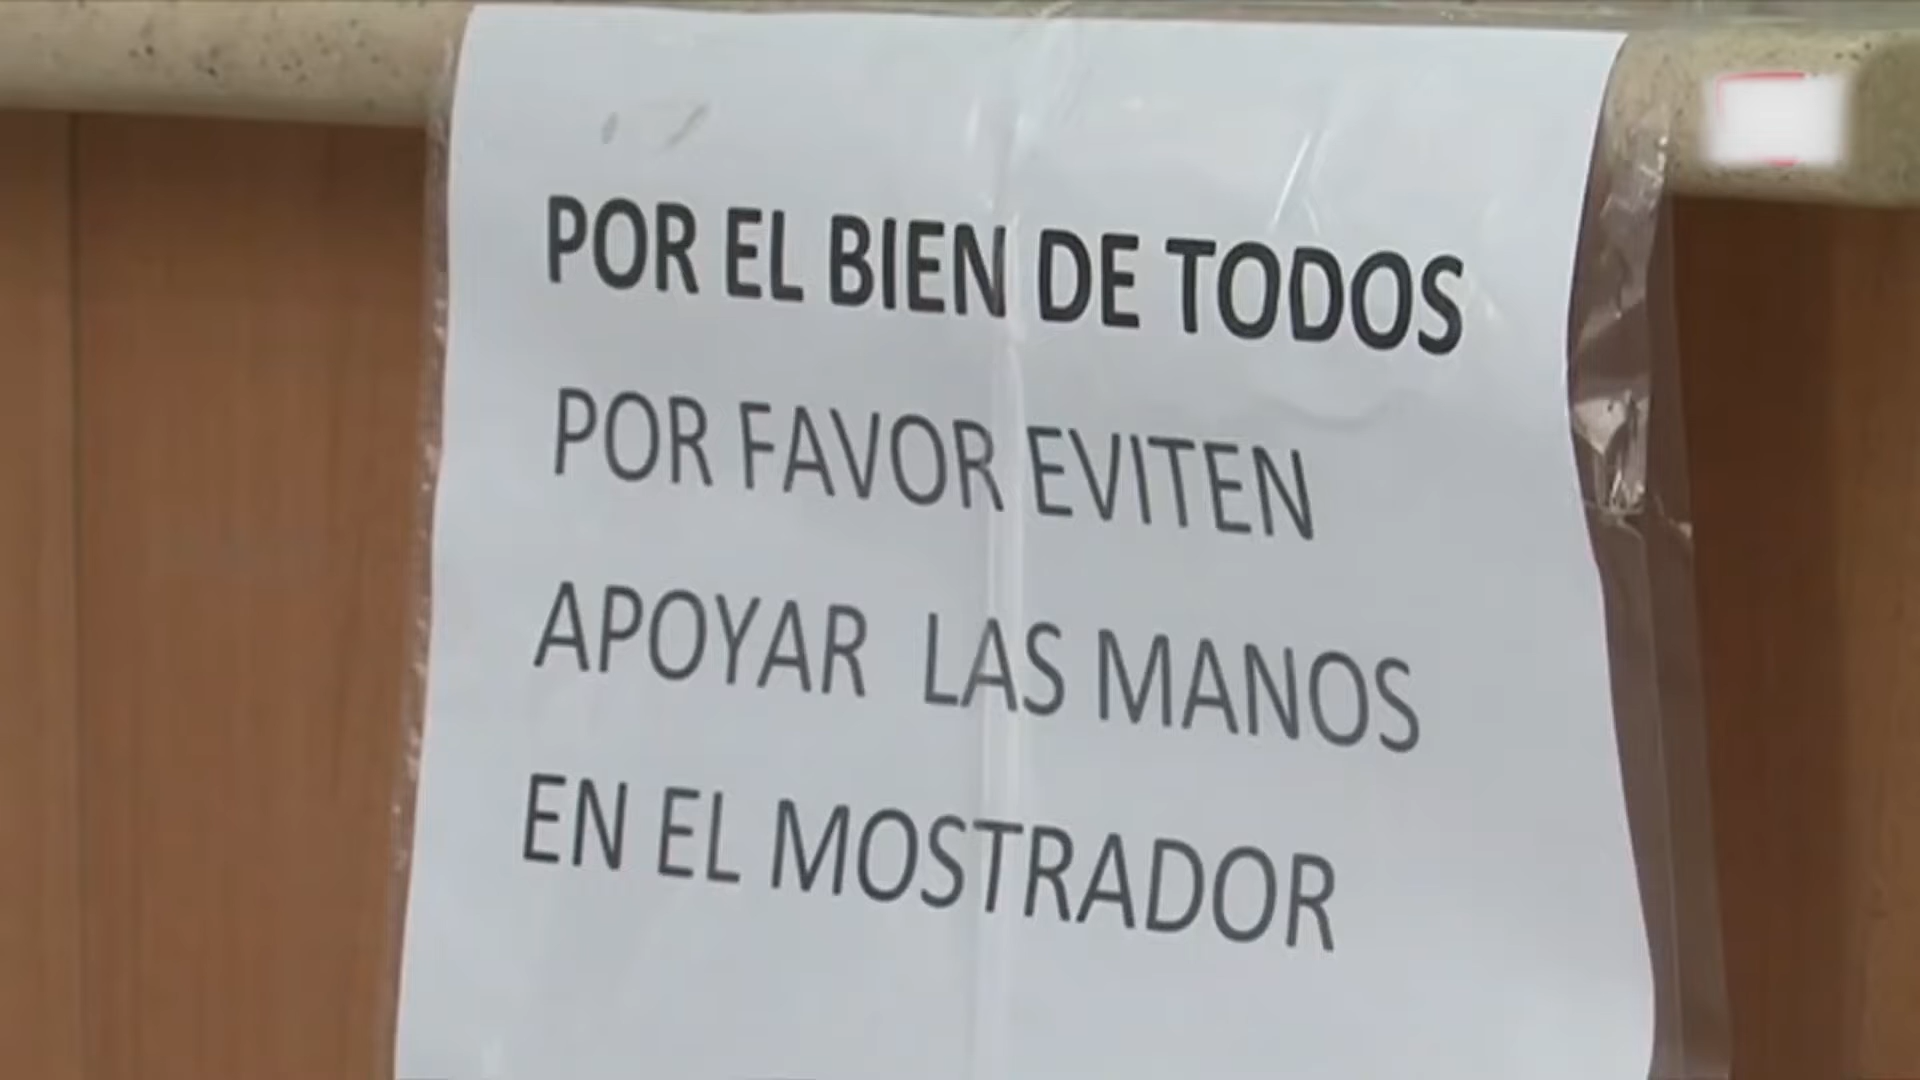 POR EL BIEN DE TODOS
POR FAVOR EVITEN
APOYAR LAS MANOS
EN EL MOSTRADOR